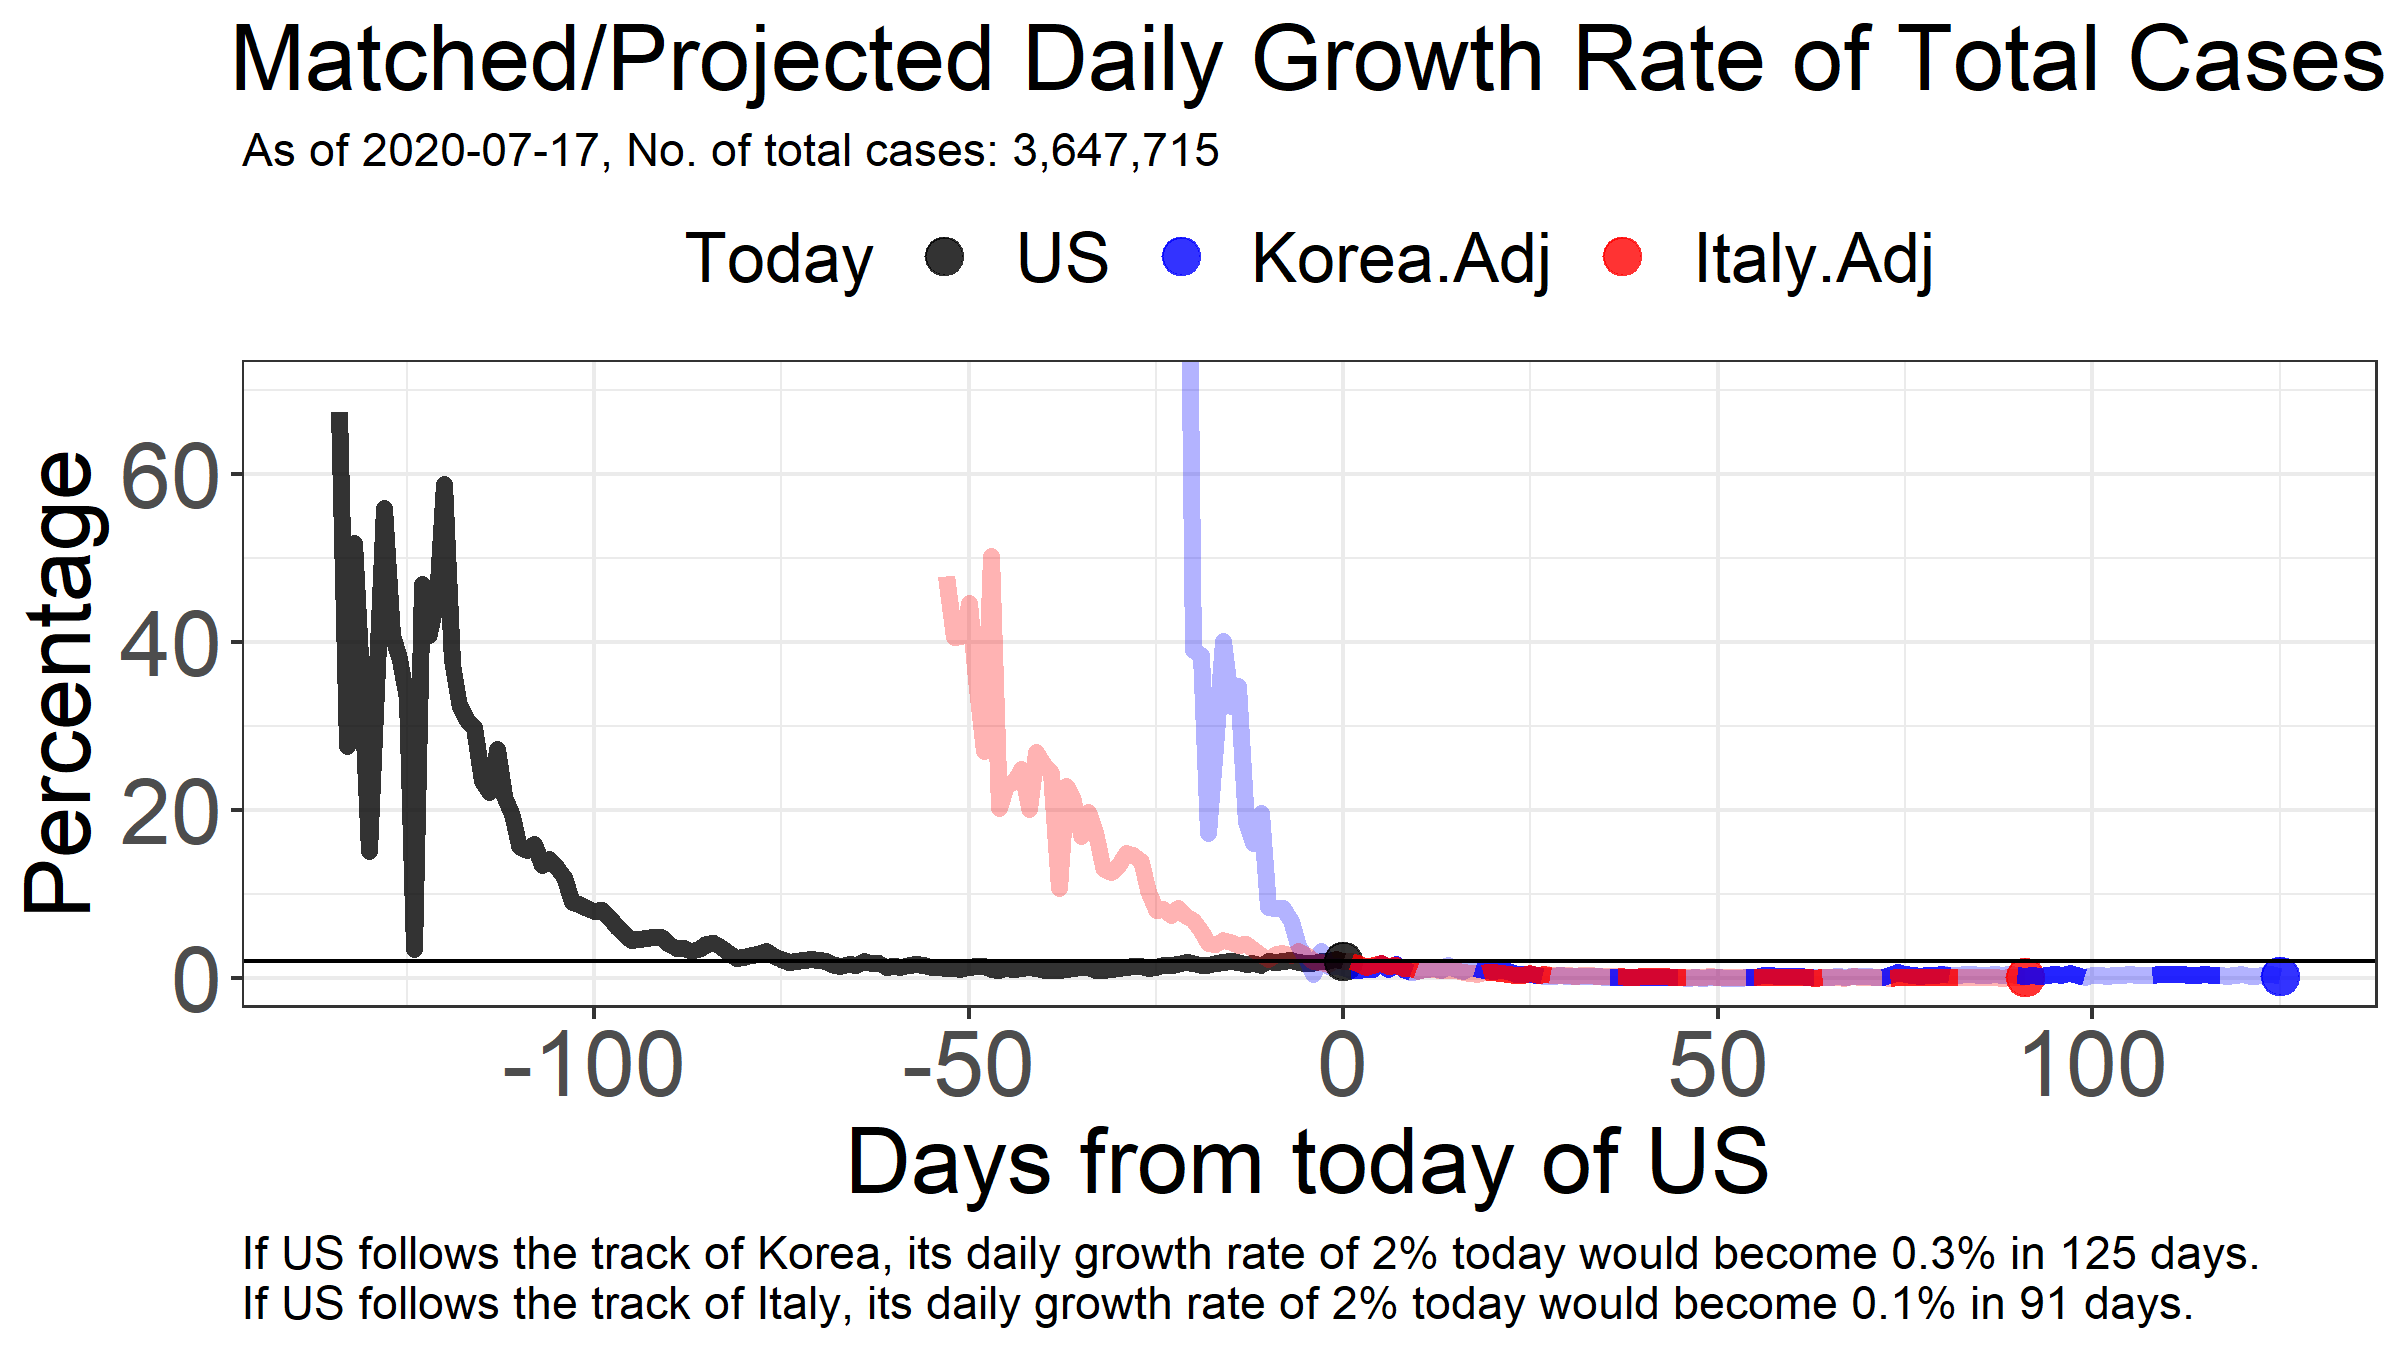 Matched/Projected Daily Growth Rate of Total Cases
As of 2020-07-17, No. of total cases: 3,647,715
Today US Korea.Adj Italy.Adj
Percentage
60
40
20
0
-100 -50 0 50 100
Days from today of US
If US follows the track of Korea, its daily growth rate of 2% today would become 0.3% in 125 days.
If US follows the track of Italy, its daily growth rate of 2% today would become 0.1% in 91 days.